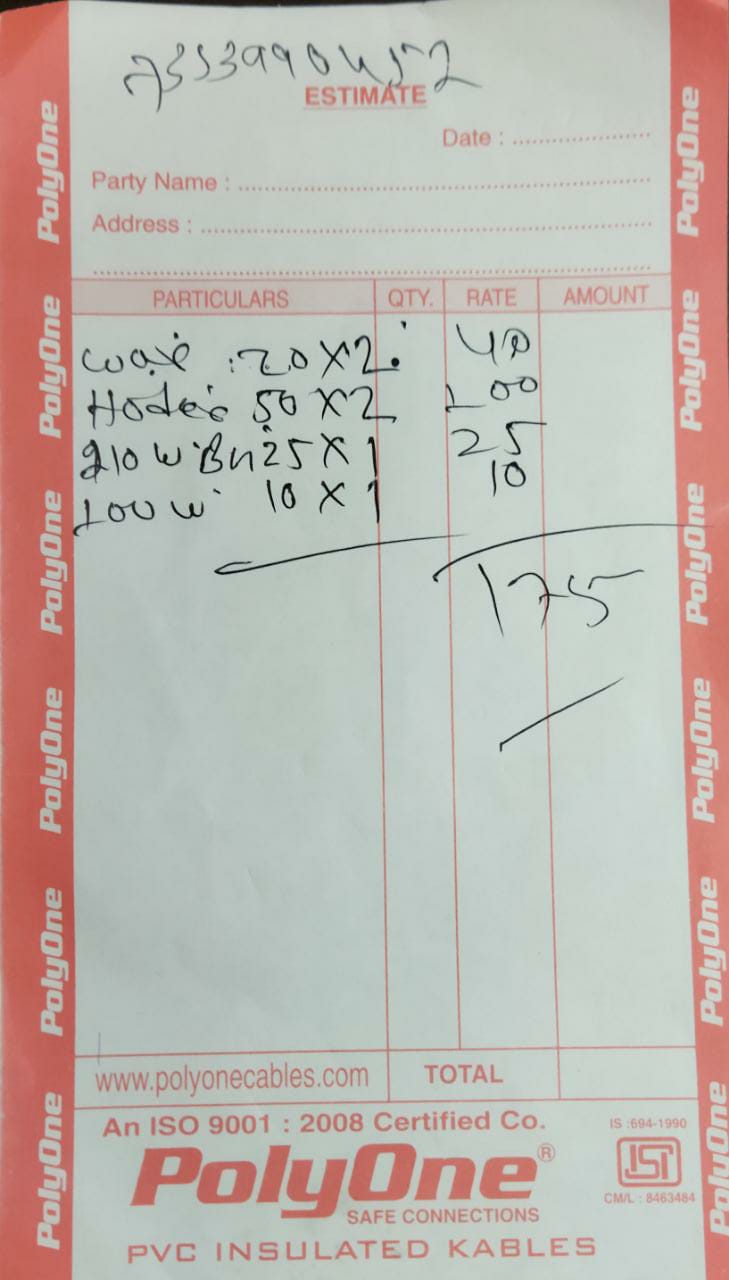 7353990452
ESTIMATE
Date :
Party Name :
Address :
PARTICULARS QTY. RATE AMOUNT
20 X 2 40
50 X 2 100
210 W 25 X 1 25
100 W 10 X 1 10
175
www.polyonecables.com TOTAL
An ISO 9001 : 2008 Certified Co.
IS :694-1990
PolyOne®
ISI
SAFE CONNECTIONS
CM/L : 8463484
PVC INSULATED KABLES
PolyOne
PolyOne
PolyOne
PolyOne
PolyOne
PolyOne
PolyOne
PolyOne
PolyOne
PolyOne
PolyOne
PolyOne